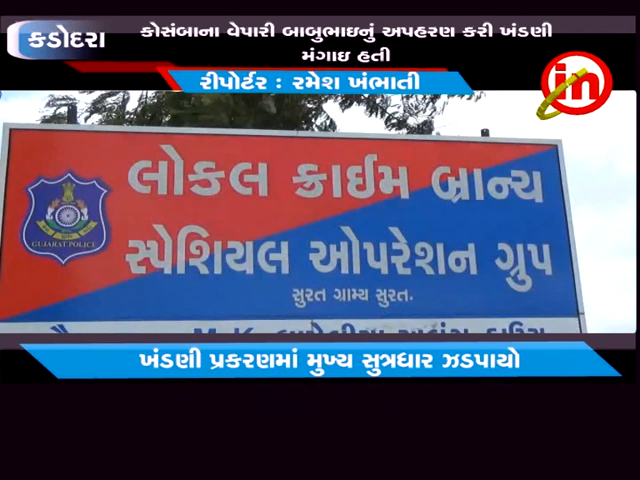 કડોદરા
કોસંબાના વેપારી બાબુભાઇનું અપહરણ કરી ખંડણી
મંગાઇ હતી
રીપોર્ટર : રમેશ ખંભાતી
in
લોકલ ક્રાઈમ બ્રાન્ચ
GUJARAT POLICE
સ્પેશિયલ ઓપરેશન ગ્રુપ
સુરત ગ્રામ્ય સુરત.
ખંડણી પ્રકરણમાં મુખ્ય સુત્રધાર ઝડપાયો